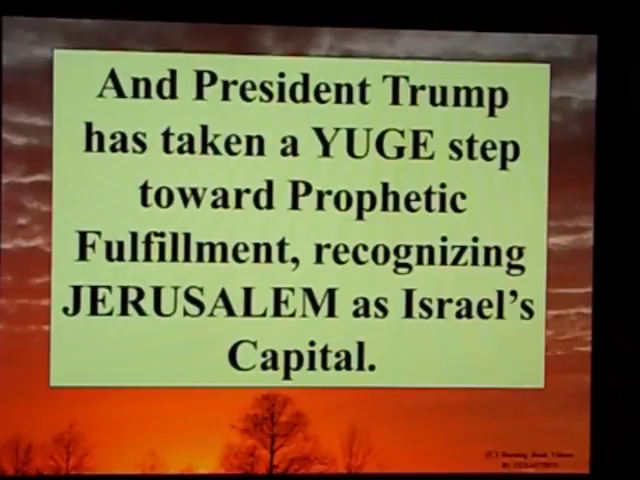 And President Trump
has taken a YUGE step
toward Prophetic
Fulfillment, recognizing
JERUSALEM as Israel's
Capital.